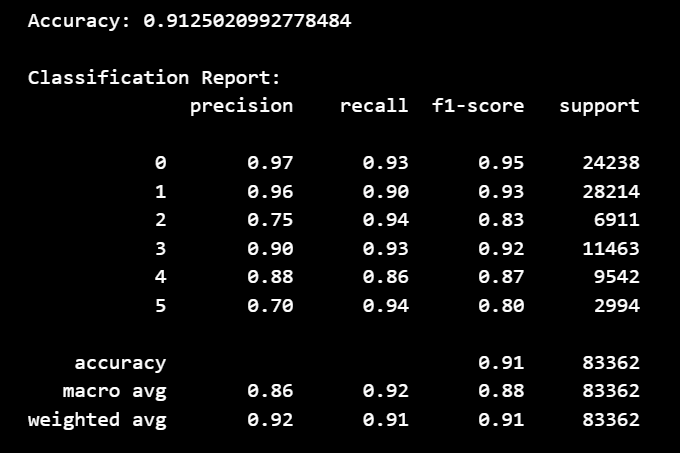 Accuracy: 0.9125020992778484
Classification Report:
precision recall f1-score support
0 0.97 0.93 0.95 24238
1 0.96 0.90 0.93 28214
2 0.75 0.94 0.83 6911
3 0.90 0.93 0.92 11463
4 0.88 0.86 0.87 9542
5 0.70 0.94 0.80 2994
accuracy 0.91 83362
macro avg 0.86 0.92 0.88 83362
weighted avg 0.92 0.91 0.91 83362